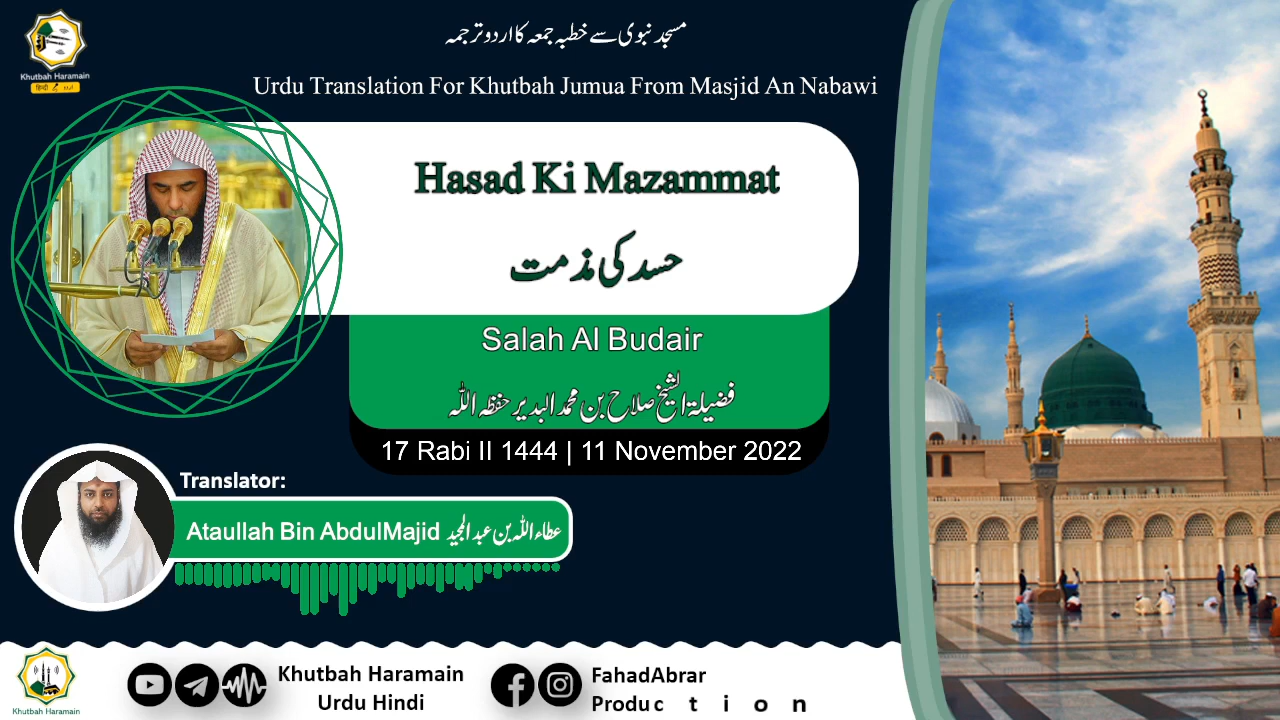 مسجد نبوی سے خطبہ جمعہ کا اردو ترجمہ
Urdu Translation For Khutbah Jumua From Masjid An Nabawi
Khutbah Haramain
हिन्दी اردو
Hasad Ki Mazammat
حسد کی مذمت
Salah Al Budair
فضیلۃ الشیخ صلاح بن محمد البدیر حفظہ اللہ
17 Rabi II 1444 | 11 November 2022
Translator:
Ataullah Bin AbdulMajid عطاء اللہ بن عبد المجید
Khutbah Haramain
Khutbah Haramain
Urdu Hindi
FahadAbrar
Production